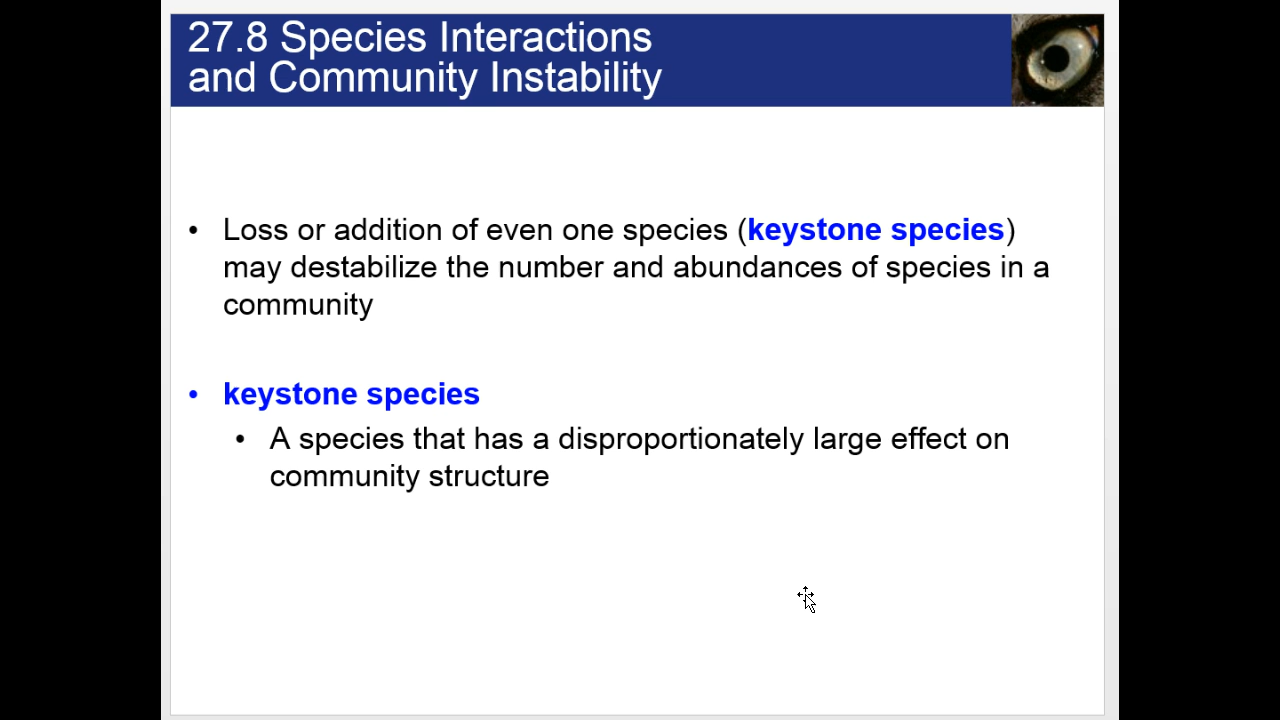 27.8 Species Interactions
and Community Instability
• Loss or addition of even one species (keystone species)
may destabilize the number and abundances of species in a
community
• keystone species
• A species that has a disproportionately large effect on
community structure